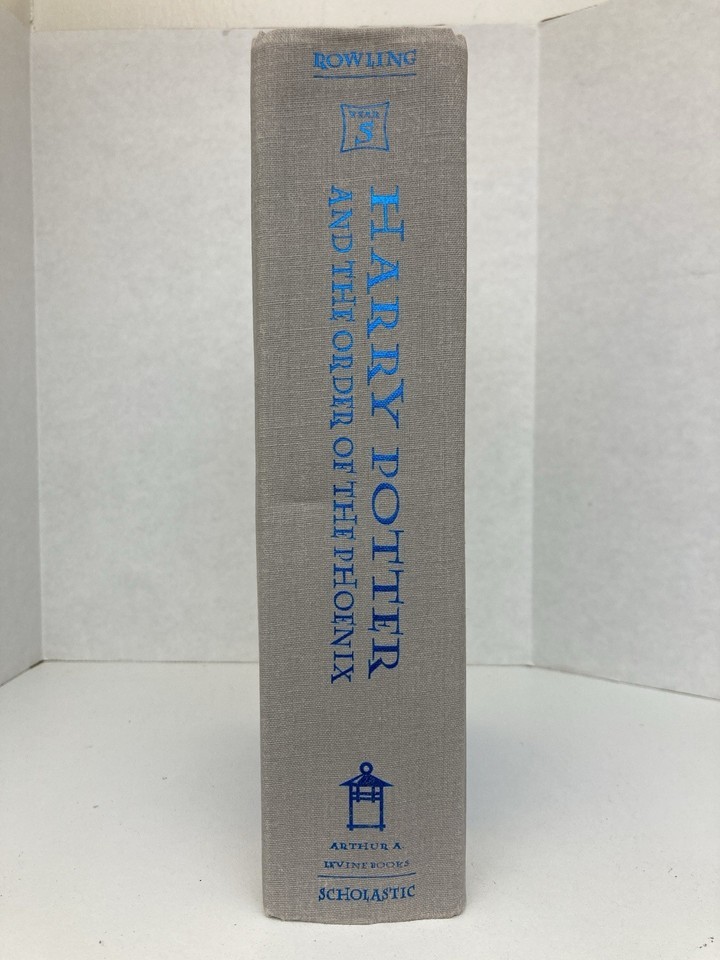 ROWLING
YEAR
5
HARRY POTTER
AND THE ORDER OF THE PHOENIX
ARTHUR A.
LEVINE BOOKS
SCHOLASTIC